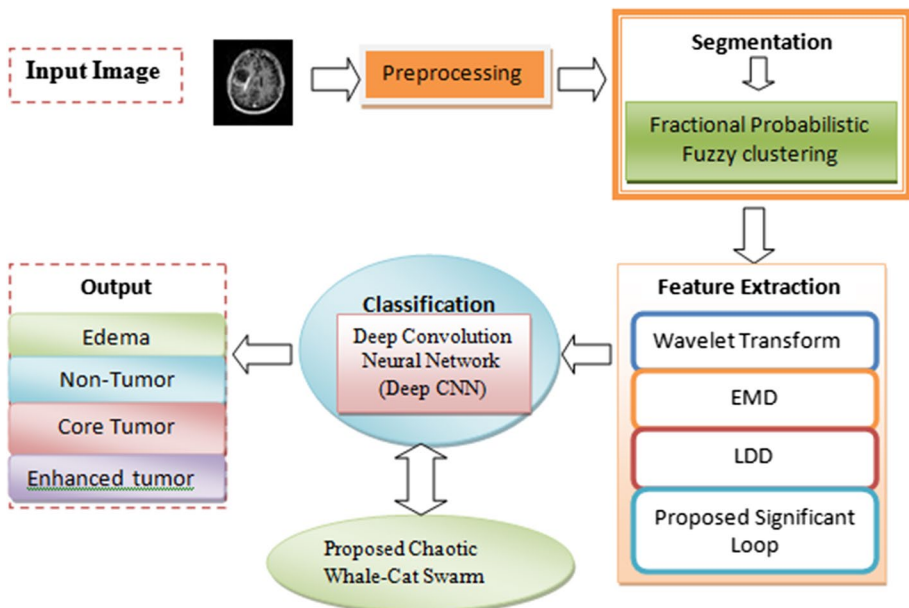 Input Image
Preprocessing
Segmentation
Fractional Probabilistic
Fuzzy clustering
Feature Extraction
Wavelet Transform
EMD
LDD
Proposed Significant
Loop
Classification
Deep Convolution
Neural Network
(Deep CNN)
Proposed Chaotic
Whale-Cat Swarm
Output
Edema
Non-Tumor
Core Tumor
Enhanced tumor